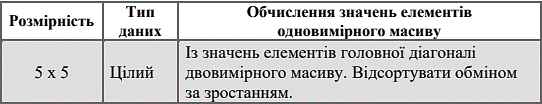 Розмірність
Тип
даних
Обчислення значень елементів
одновимірного масиву
5 x 5
Цілий
Із значень елементів головної діагоналі
двовимірного масиву. Відсортувати обміном
за зростанням.